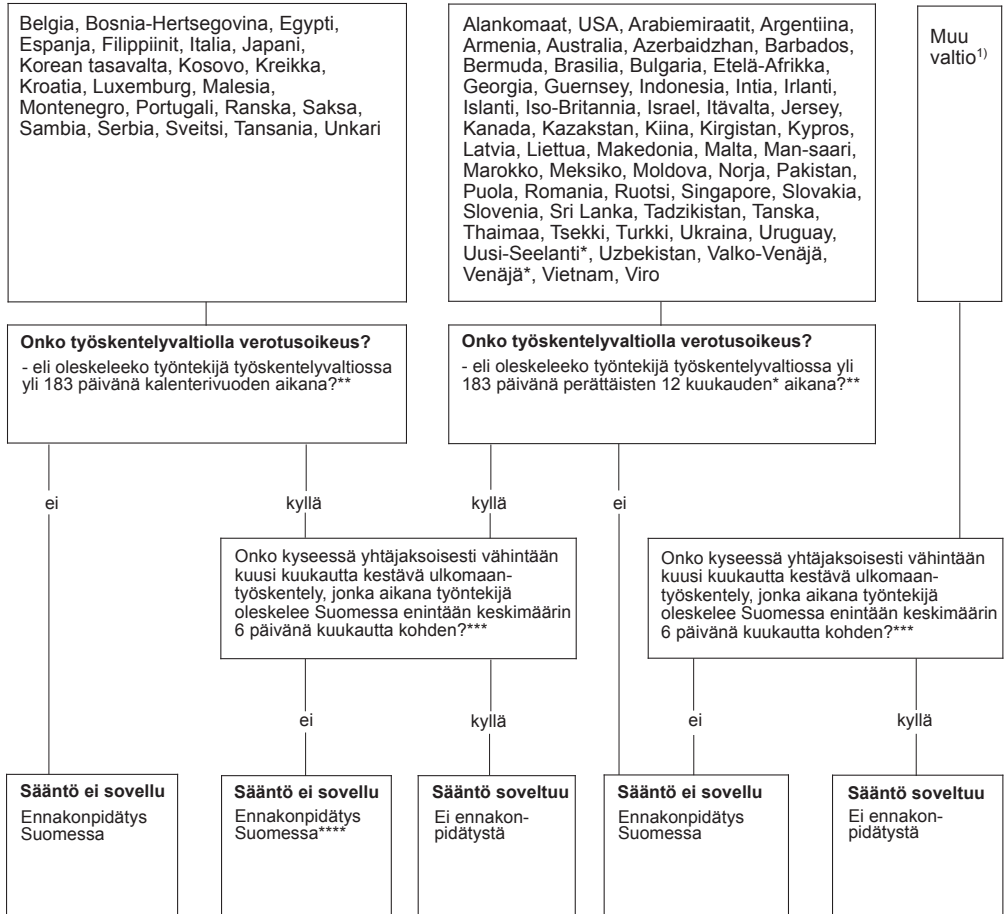 Belgia, Bosnia-Hertsegovina, Egypti,
Espanja, Filippiinit, Italia, Japani,
Korean tasavalta, Kosovo, Kreikka,
Kroatia, Luxemburg, Malesia,
Montenegro, Portugali, Ranska, Saksa,
Sambia, Serbia, Sveitsi, Tansania, Unkari
Alankomaat, USA, Arabiemiraatit, Argentiina,
Armenia, Australia, Azerbaidzhan, Barbados,
Bermuda, Brasilia, Bulgaria, Etelä-Afrikka,
Georgia, Guernsey, Indonesia, Intia, Irlanti,
Islanti, Iso-Britannia, Israel, Itävalta, Jersey,
Kanada, Kazakstan, Kiina, Kirgistan, Kypros,
Latvia, Liettua, Makedonia, Malta, Man-saari,
Marokko, Meksiko, Moldova, Norja, Pakistan,
Puola, Romania, Ruotsi, Singapore, Slovakia,
Slovenia, Sri Lanka, Tadzikistan, Tanska,
Thaimaa, Tsekki, Turkki, Ukraina, Uruguay,
Uusi-Seelanti*, Uzbekistan, Valko-Venäjä,
Venäjä*, Vietnam, Viro
Muu
valtio1)
Onko työskentelyvaltiolla verotusoikeus?
- eli oleskeleeko työntekijä työskentelyvaltiossa
yli 183 päivänä kalenterivuoden aikana?**
Onko työskentelyvaltiolla verotusoikeus?
- eli oleskeleeko työntekijä työskentelyvaltiossa yli
183 päivänä perättäisten 12 kuukauden* aikana?**
ei
kyllä
kyllä
ei
Onko kyseessä yhtäjaksoisesti vähintään
kuusi kuukautta kestävä ulkomaan-
työskentely, jonka aikana työntekijä
oleskelee Suomessa enintään keskimäärin
6 päivänä kuukautta kohden?***
Onko kyseessä yhtäjaksoisesti vähintään
kuusi kuukautta kestävä ulkomaan-
työskentely, jonka aikana työntekijä
oleskelee Suomessa enintään keskimäärin
6 päivänä kuukautta kohden?***
ei
kyllä
ei
kyllä
Sääntö ei sovellu
Ennakonpidätys
Suomessa
Sääntö ei sovellu
Ennakonpidätys
Suomessa****
Sääntö soveltuu
Ei ennakon-
pidätystä
Sääntö ei sovellu
Ennakonpidätys
Suomessa
Sääntö soveltuu
Ei ennakon-
pidätystä